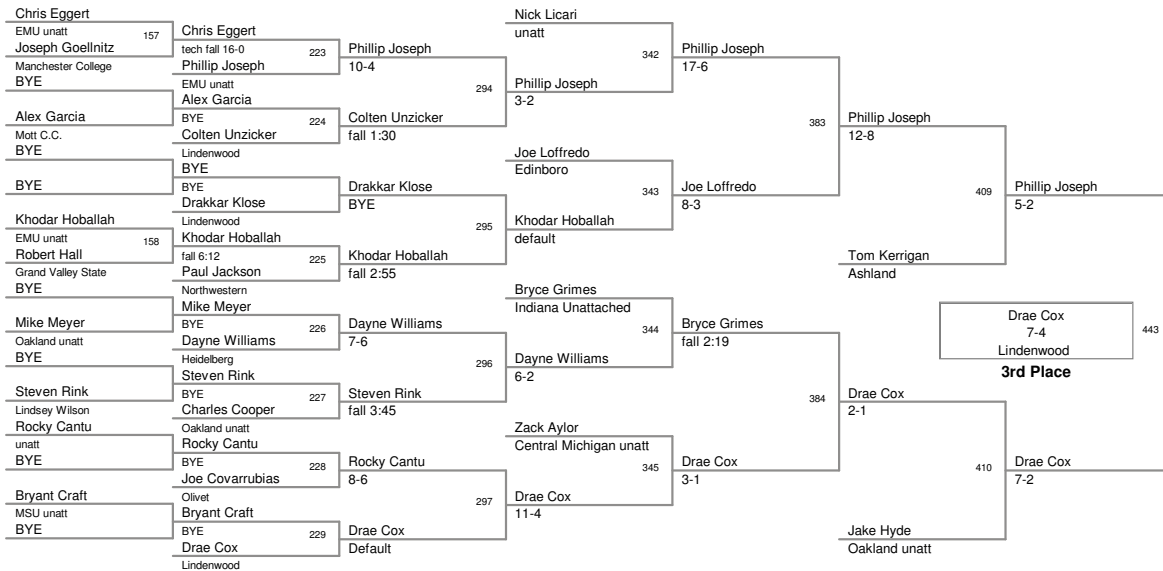 Chris Eggert
EMU unatt
157
Joseph Goellnitz
Manchester College
BYE
Alex Garcia
Mott C.C.
BYE
BYE
Khodar Hoballah
EMU unatt
158
Robert Hall
Grand Valley State
BYE
Mike Meyer
Oakland unatt
BYE
Steven Rink
Lindsey Wilson
Rocky Cantu
unatt
BYE
Bryant Craft
MSU unatt
BYE
Chris Eggert
tech fall 16-0
223
Phillip Joseph
EMU unatt
Alex Garcia
BYE
224
Colten Unzicker
Lindenwood
BYE
BYE
Drakkar Klose
Lindenwood
Khodar Hoballah
fall 6:12
225
Paul Jackson
Northwestern
Mike Meyer
BYE
226
Dayne Williams
Heidelberg
Steven Rink
BYE
227
Charles Cooper
Oakland unatt
Rocky Cantu
BYE
228
Joe Covarrubias
Olivet
Bryant Craft
BYE
229
Drae Cox
Lindenwood
Phillip Joseph
10-4
294
Colten Unzicker
fall 1:30
Drakkar Klose
BYE
295
Khodar Hoballah
fall 2:55
Dayne Williams
7-6
296
Steven Rink
fall 3:45
Rocky Cantu
8-6
297
Drae Cox
Default
Nick Licari
unatt
342
Phillip Joseph
3-2
Joe Loffredo
Edinboro
343
Khodar Hoballah
default
Bryce Grimes
Indiana Unattached
344
Dayne Williams
6-2
Zack Aylor
Central Michigan unatt
345
Drae Cox
11-4
Phillip Joseph
17-6
383
Joe Loffredo
8-3
Bryce Grimes
fall 2:19
384
Drae Cox
3-1
Phillip Joseph
12-8
409
Tom Kerrigan
Ashland
Drae Cox
2-1
410
Jake Hyde
Oakland unatt
Phillip Joseph
5-2
Drae Cox
7-4
443
Lindenwood
3rd Place
Drae Cox
7-2